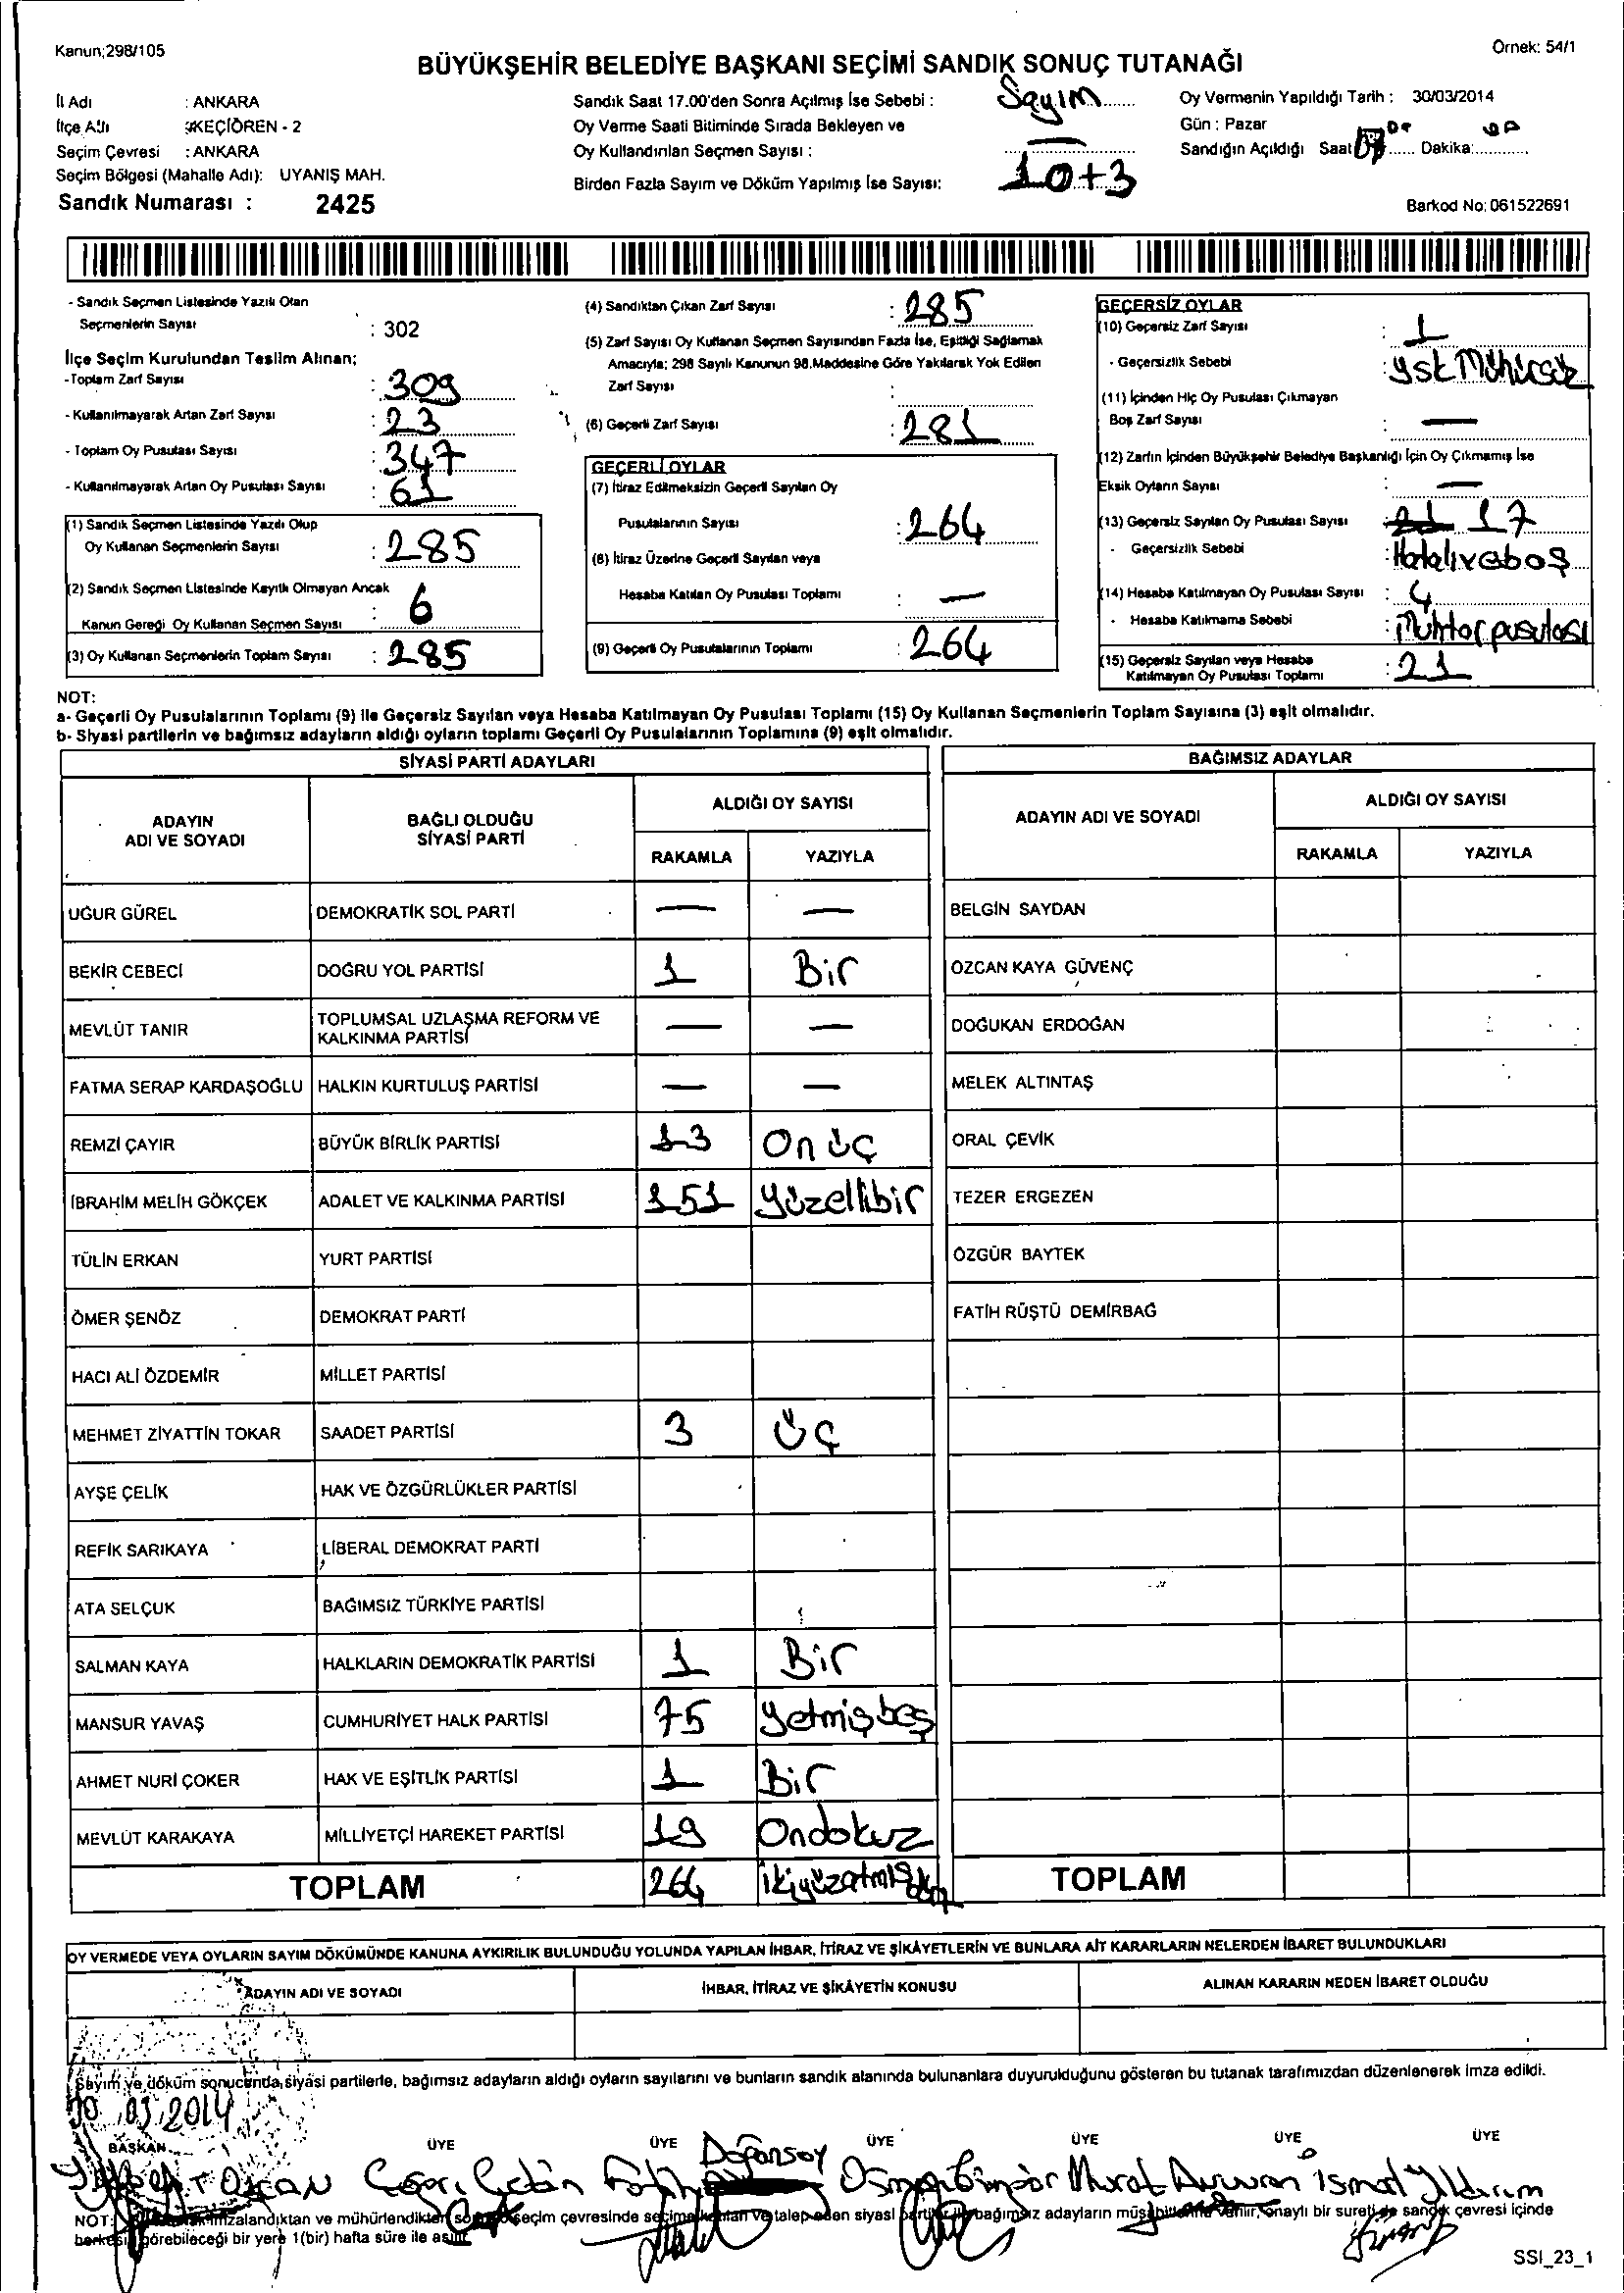 Kanun;298/105
Örnek: 54/1
BÜYÜKŞEHİR BELEDİYE BAŞKANI SEÇİMİ SANDIK SONUÇ TUTANAĞI
İl Adı : ANKARA
İlçe Adı : KEÇİÖREN - 2
Seçim Çevresi : ANKARA
Seçim Bölgesi (Mahalle Adı): UYANIŞ MAH.
Sandık Numarası : 2425
Sandık Saat 17.00'den Sonra Açılmış İse Sebebi : Sayım
Oy Verme Saati Bitiminde Sırada Bekleyen ve
Oy Kullandırılan Seçmen Sayısı : —
Birden Fazla Sayım ve Döküm Yapılmış İse Sayısı: 10+3
Oy Vermenin Yapıldığı Tarih : 30/03/2014
Gün : Pazar
Sandığın Açıldığı Saat Dakika:
Barkod No: 061522691
- Sandık Seçmen Listesinde Yazılı Olan
Seçmenlerin Sayısı : 302
İlçe Seçim Kurulundan Teslim Alınan;
-Toplam Zarf Sayısı : 309
- Kullanılmayarak Artan Zarf Sayısı : 23
- Toplam Oy Pusulası Sayısı : 347
- Kullanılmayarak Artan Oy Pusulası Sayısı : 61
(1) Sandık Seçmen Listesinde Yazılı Olup
Oy Kullanan Seçmenlerin Sayısı : 285
(2) Sandık Seçmen Listesinde Kayıtlı Olmayan Ancak
Kanun Gereği Oy Kullanan Seçmen Sayısı : 6
(3) Oy Kullanan Seçmenlerin Toplam Sayısı : 285
(4) Sandıktan Çıkan Zarf Sayısı : 285
(5) Zarf Sayısı Oy Kullanan Seçmen Sayısından Fazla İse, Eşitliği Sağlamak
Amacıyla; 298 Sayılı Kanunun 98.Maddesine Göre Yakılarak Yok Edilen
Zarf Sayısı :
(6) Geçerli Zarf Sayısı : 281
GEÇERLİ OYLAR
(7) İtiraz Edilmeksizin Geçerli Sayılan Oy
Pusulalarının Sayısı : 264
(8) İtiraz Üzerine Geçerli Sayılan veya
Hesaba Katılan Oy Pusulası Toplamı : —
(9) Geçerli Oy Pusulalarının Toplamı : 264
GEÇERSİZ OYLAR
(10) Geçersiz Zarf Sayısı : 1
- Geçersizlik Sebebi : ysk Mühürsüz
(11) İçinden Hiç Oy Pusulası Çıkmayan
Boş Zarf Sayısı : —
(12) Zarfın İçinden Büyükşehir Belediye Başkanlığı İçin Oy Çıkmamış İse
Eksik Oyların Sayısı : —
(13) Geçersiz Sayılan Oy Pusulası Sayısı : 21 17
- Geçersizlik Sebebi : Hatalı ve boş
(14) Hesaba Katılmayan Oy Pusulası Sayısı : 4
- Hesaba Katılmama Sebebi : Muhtar pusulası
(15) Geçersiz Sayılan veya Hesaba
Katılmayan Oy Pusulası Toplamı : 21
NOT:
a- Geçerli Oy Pusulalarının Toplamı (9) ile Geçersiz Sayılan veya Hesaba Katılmayan Oy Pusulası Toplamı (15) Oy Kullanan Seçmenlerin Toplam Sayısına (3) eşit olmalıdır.
b- Siyasi partilerin ve bağımsız adayların aldığı oyların toplamı Geçerli Oy Pusulalarının Toplamına (9) eşit olmalıdır.
SİYASİ PARTİ ADAYLARI
ADAYIN ADI VE SOYADI
BAĞLI OLDUĞU SİYASİ PARTİ
ALDIĞI OY SAYISI
RAKAMLA YAZIYLA
UĞUR GÜREL DEMOKRATİK SOL PARTİ — —
BEKİR CEBECİ DOĞRU YOL PARTİSİ 1 Bir
MEVLÜT TANIR TOPLUMSAL UZLAŞMA REFORM VE KALKINMA PARTİSİ — —
FATMA SERAP KARDAŞOĞLU HALKIN KURTULUŞ PARTİSİ — —
REMZİ ÇAYIR BÜYÜK BİRLİK PARTİSİ 13 On üç
İBRAHİM MELİH GÖKÇEK ADALET VE KALKINMA PARTİSİ 151 yüzellibir
TÜLİN ERKAN YURT PARTİSİ
ÖMER ŞENÖZ DEMOKRAT PARTİ
HACI ALİ ÖZDEMİR MİLLET PARTİSİ
MEHMET ZİYATTİN TOKAR SAADET PARTİSİ 3 üç
AYŞE ÇELİK HAK VE ÖZGÜRLÜKLER PARTİSİ
REFİK SARIKAYA LİBERAL DEMOKRAT PARTİ
ATA SELÇUK BAĞIMSIZ TÜRKİYE PARTİSİ
SALMAN KAYA HALKLARIN DEMOKRATİK PARTİSİ 1 Bir
MANSUR YAVAŞ CUMHURİYET HALK PARTİSİ 75 yetmişbeş
AHMET NURİ ÇOKER HAK VE EŞİTLİK PARTİSİ 1 Bir
MEVLÜT KARAKAYA MİLLİYETÇİ HAREKET PARTİSİ 19 Ondokuz
TOPLAM 264 ikiyüzatmışdört
BAĞIMSIZ ADAYLAR
ADAYIN ADI VE SOYADI
ALDIĞI OY SAYISI
RAKAMLA YAZIYLA
BELGİN SAYDAN
ÖZCAN KAYA GÜVENÇ
DOĞUKAN ERDOĞAN
MELEK ALTINTAŞ
ORAL ÇEVİK
TEZER ERGEZEN
ÖZGÜR BAYTEK
FATİH RÜŞTÜ DEMİRBAĞ
TOPLAM
OY VERMEDE VEYA OYLARIN SAYIM DÖKÜMÜNDE KANUNA AYKIRILIK BULUNDUĞU YOLUNDA YAPILAN İHBAR, İTİRAZ VE ŞİKÂYETLERİN VE BUNLARA AİT KARARLARIN NELERDEN İBARET BULUNDUKLARI
ADAYIN ADI VE SOYADI
İHBAR, İTİRAZ VE ŞİKÂYETİN KONUSU
ALINAN KARARIN NEDEN İBARET OLDUĞU
Sayım ve döküm sonucunda, siyasi partilerle, bağımsız adayların aldığı oyların sayılarını ve bunların sandık alanında bulunanlara duyurulduğunu gösteren bu tutanak tarafımızdan düzenlenerek imza edildi.
30.03.2014
BAŞKAN ÜYE ÜYE ÜYE ÜYE ÜYE ÜYE
Çetin Fatih Doğansoy Osman Murat İsmail Yıldırım
NOT: imzalandıktan ve mühürlendikten seçim çevresinde talep eden siyasi bağımsız adayların onaylı bir sureti de sandık çevresi içinde
herkesin görebileceği bir yere 1(bir) hafta süre ile asılır.
SSI_23_1